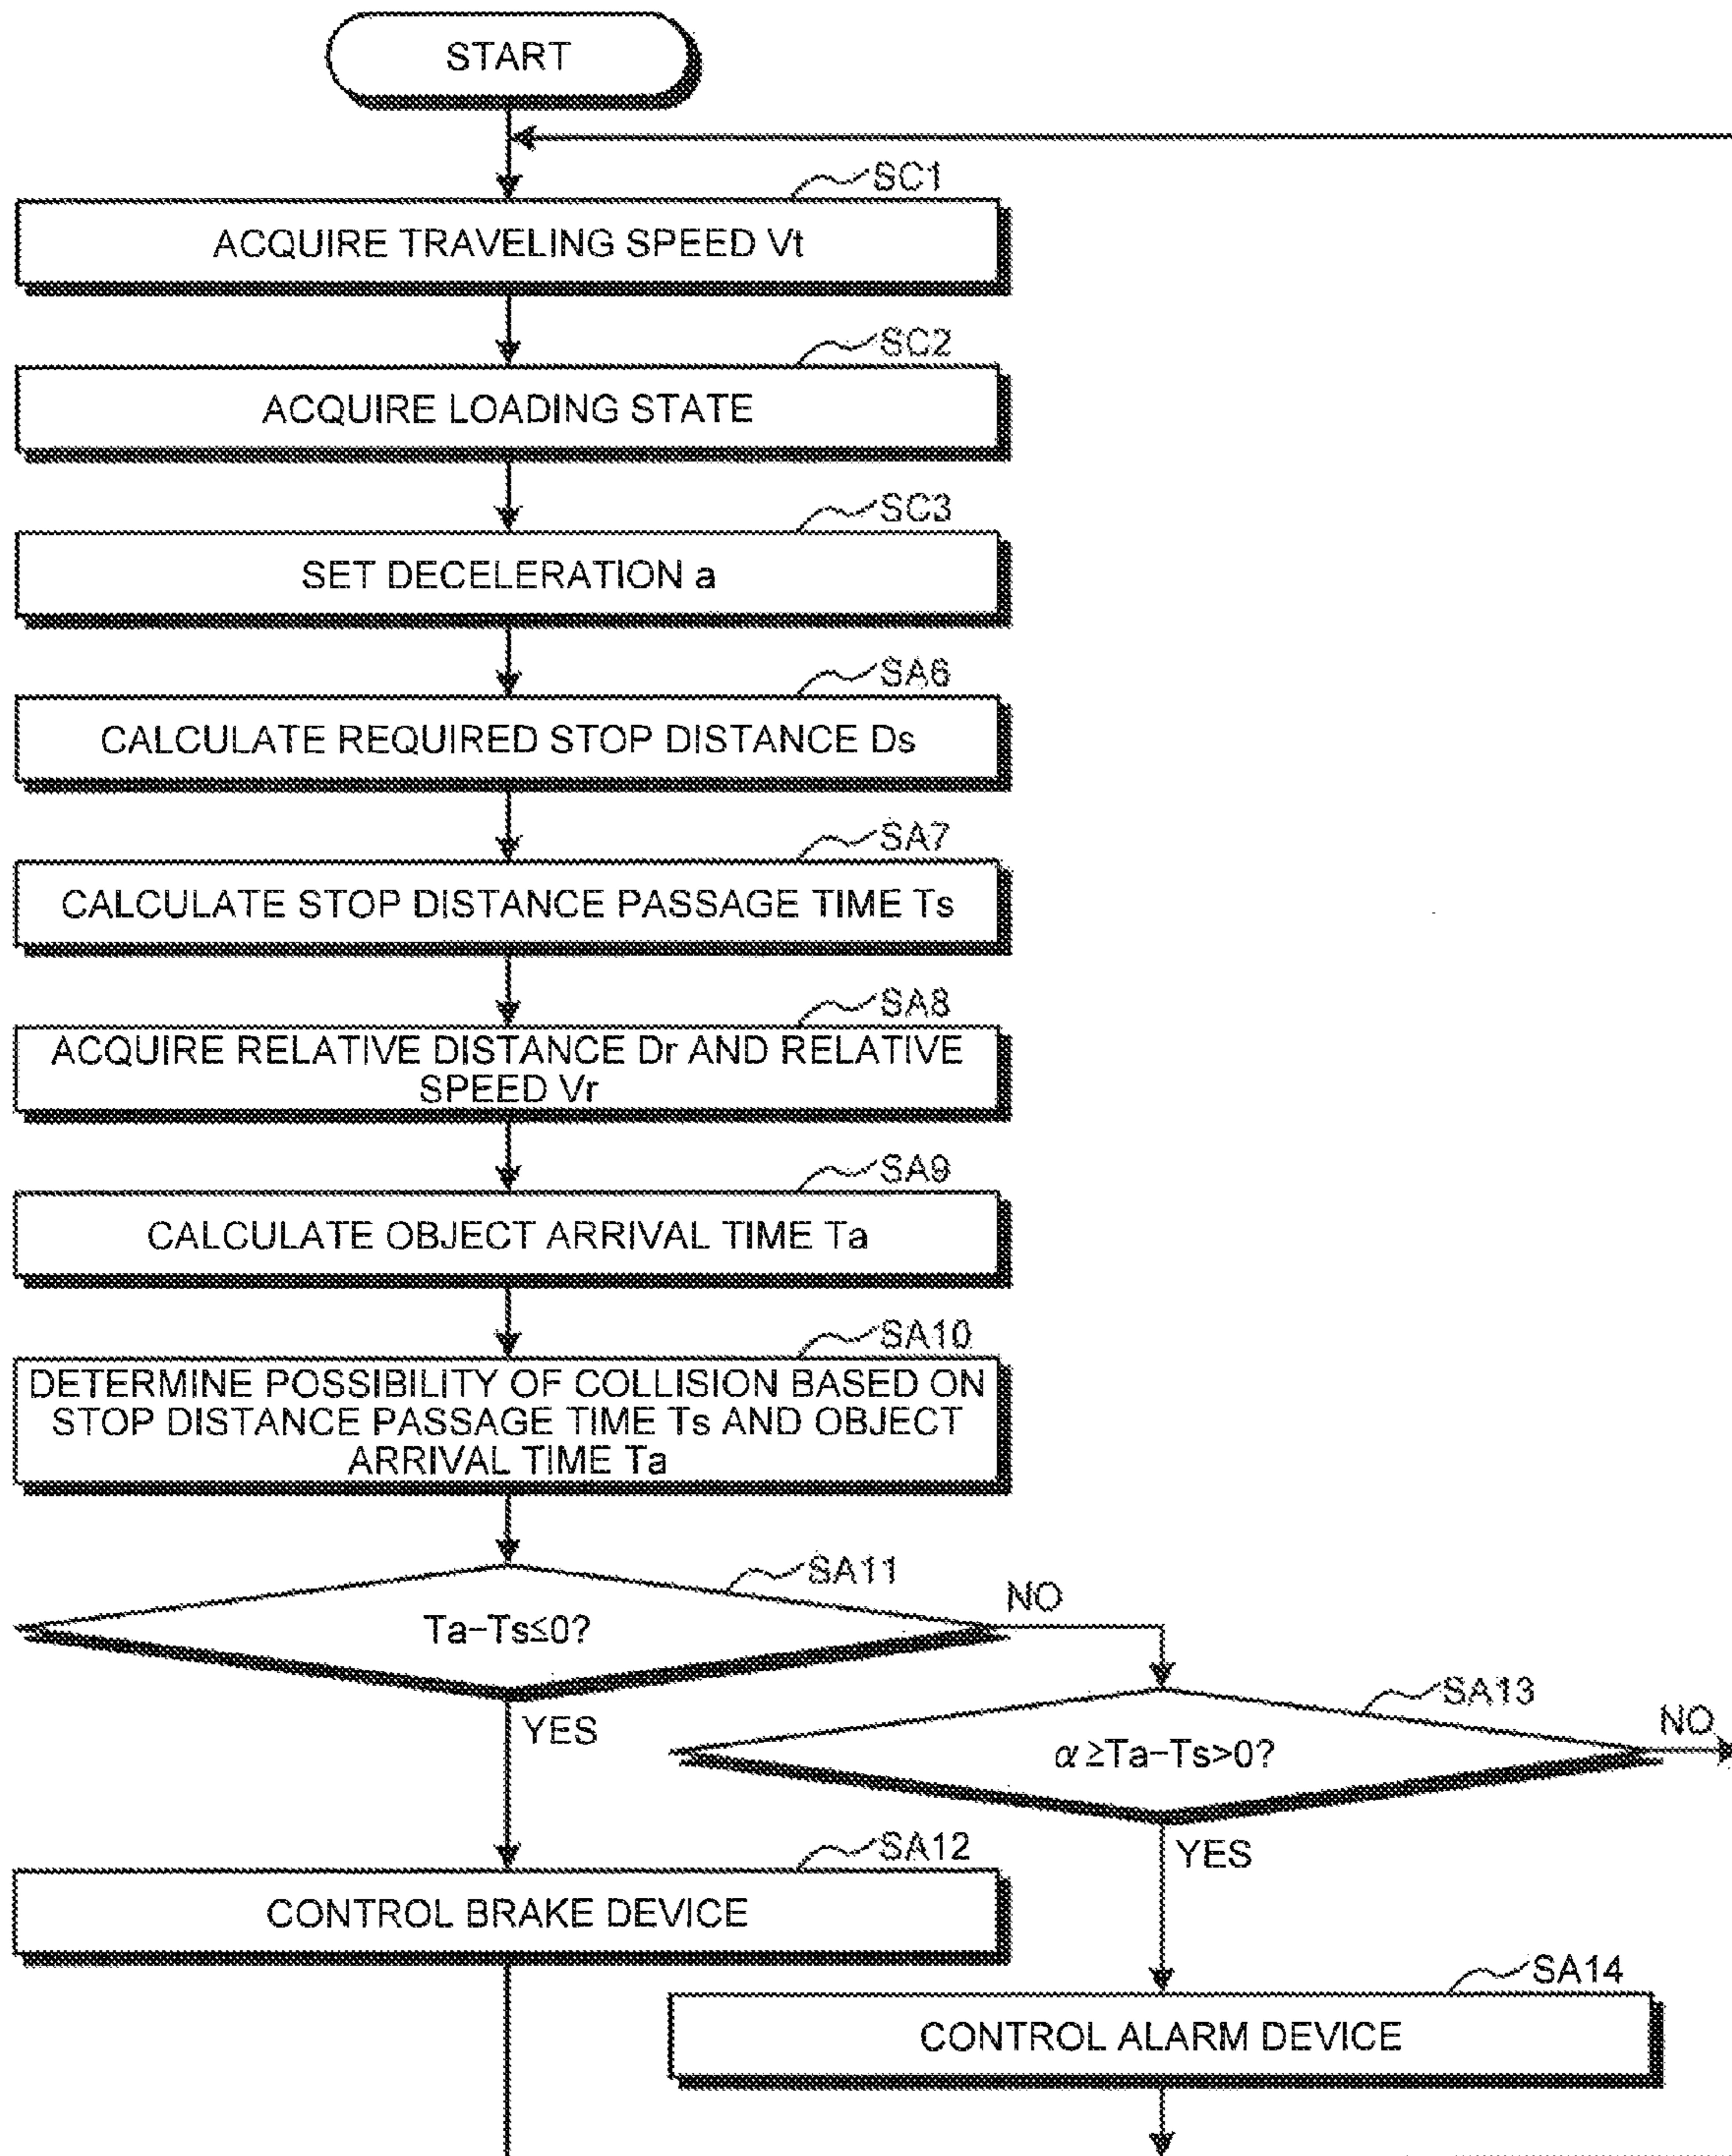 START
SC1
ACQUIRE TRAVELING SPEED Vt
SC2
ACQUIRE LOADING STATE
SC3
SET DECELERATION a
SA6
CALCULATE REQUIRED STOP DISTANCE Ds
SA7
CALCULATE STOP DISTANCE PASSAGE TIME Ts
SA8
ACQUIRE RELATIVE DISTANCE Dr AND RELATIVE
SPEED Vr
SA9
CALCULATE OBJECT ARRIVAL TIME Ta
SA10
DETERMINE POSSIBILITY OF COLLISION BASED ON
STOP DISTANCE PASSAGE TIME Ts AND OBJECT
ARRIVAL TIME Ta
SA11
Ta−Ts≤0?
NO
YES
SA13
α≥Ta−Ts>0?
NO
YES
SA12
CONTROL BRAKE DEVICE
SA14
CONTROL ALARM DEVICE